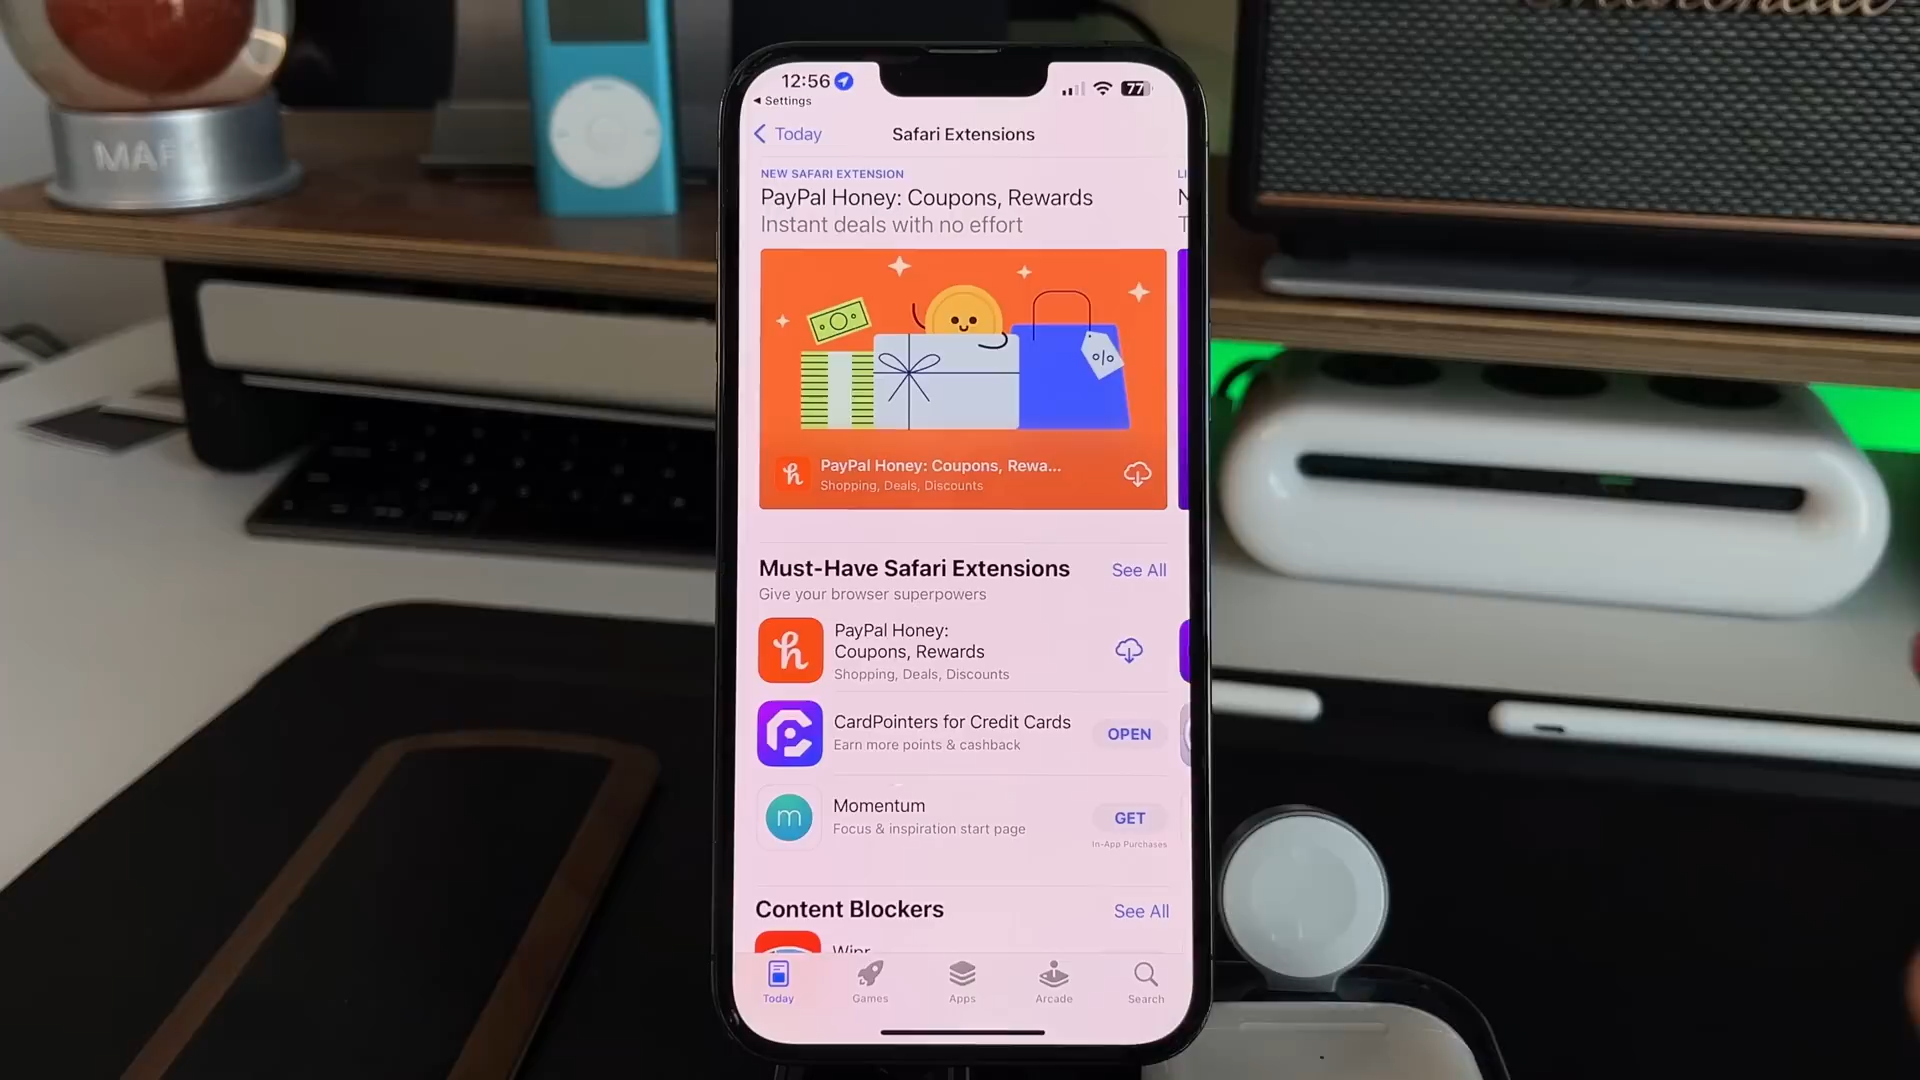 MA
12:56
77
◂ Settings
Today
Safari Extensions
NEW SAFARI EXTENSION
PayPal Honey: Coupons, Rewards
Instant deals with no effort
%
h
PayPal Honey: Coupons, Rewa...
Shopping, Deals, Discounts
Must-Have Safari Extensions
See All
Give your browser superpowers
h
PayPal Honey:
Coupons, Rewards
Shopping, Deals, Discounts
CardPointers for Credit Cards
Earn more points & cashback
OPEN
m
Momentum
Focus & inspiration start page
GET
In-App Purchases
Content Blockers
See All
Today
Games
Apps
Arcade
Search